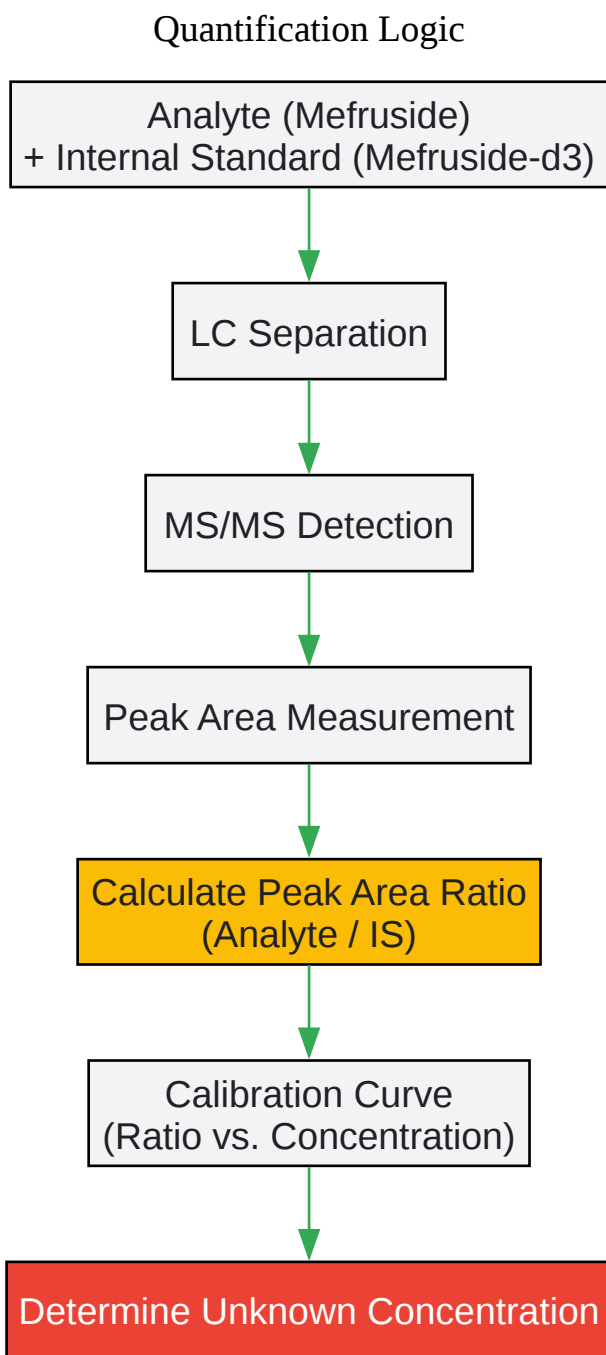 Quantification Logic
Analyte (Mefruside)
+ Internal Standard (Mefruside-d3)
LC Separation
MS/MS Detection
Peak Area Measurement
Calculate Peak Area Ratio
(Analyte / IS)
Calibration Curve
(Ratio vs. Concentration)
Determine Unknown Concentration